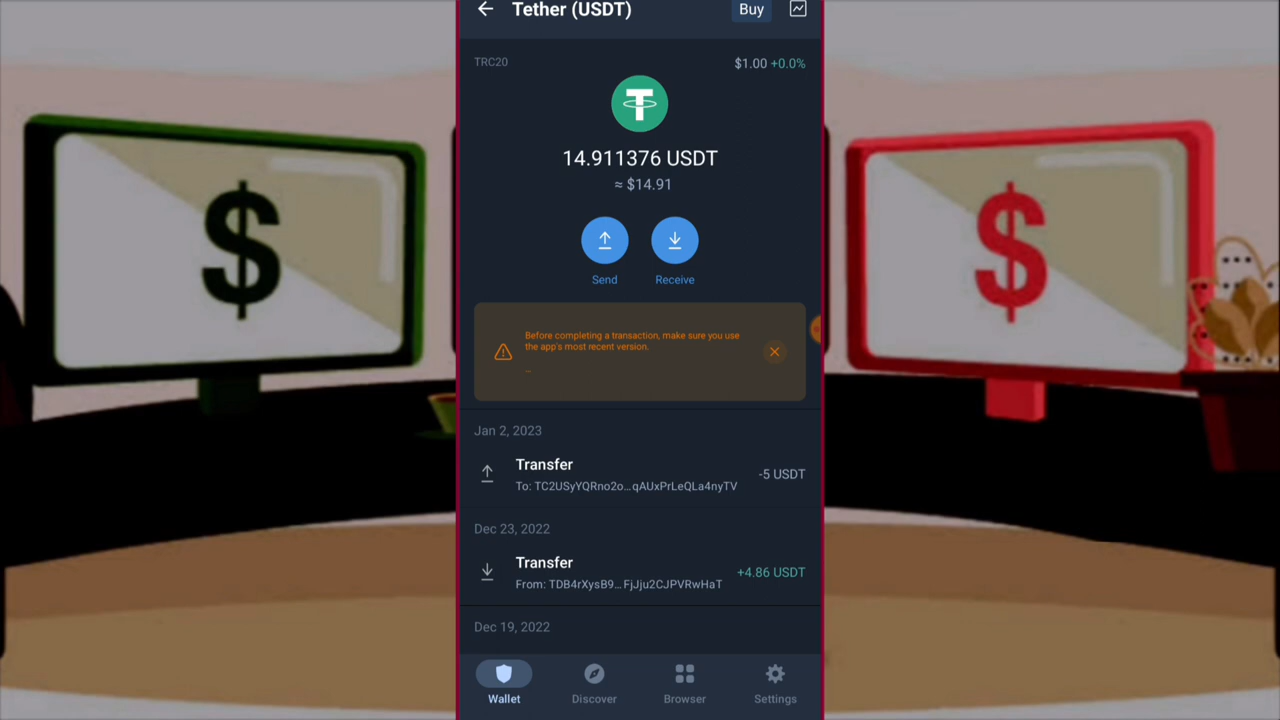 Tether (USDT)
Buy
TRC20
$1.00 +0.0%
14.911376 USDT
≈ $14.91
Send
Receive
Before completing a transaction, make sure you use
the app's most recent version.
Jan 2, 2023
Transfer
-5 USDT
To: TC2USyYQRno2o...qAUxPrLeQLa4nyTV
Dec 23, 2022
Transfer
+4.86 USDT
From: TDB4rXysB9...FjJju2CJPVRwHaT
Dec 19, 2022
Wallet
Discover
Browser
Settings
$
$